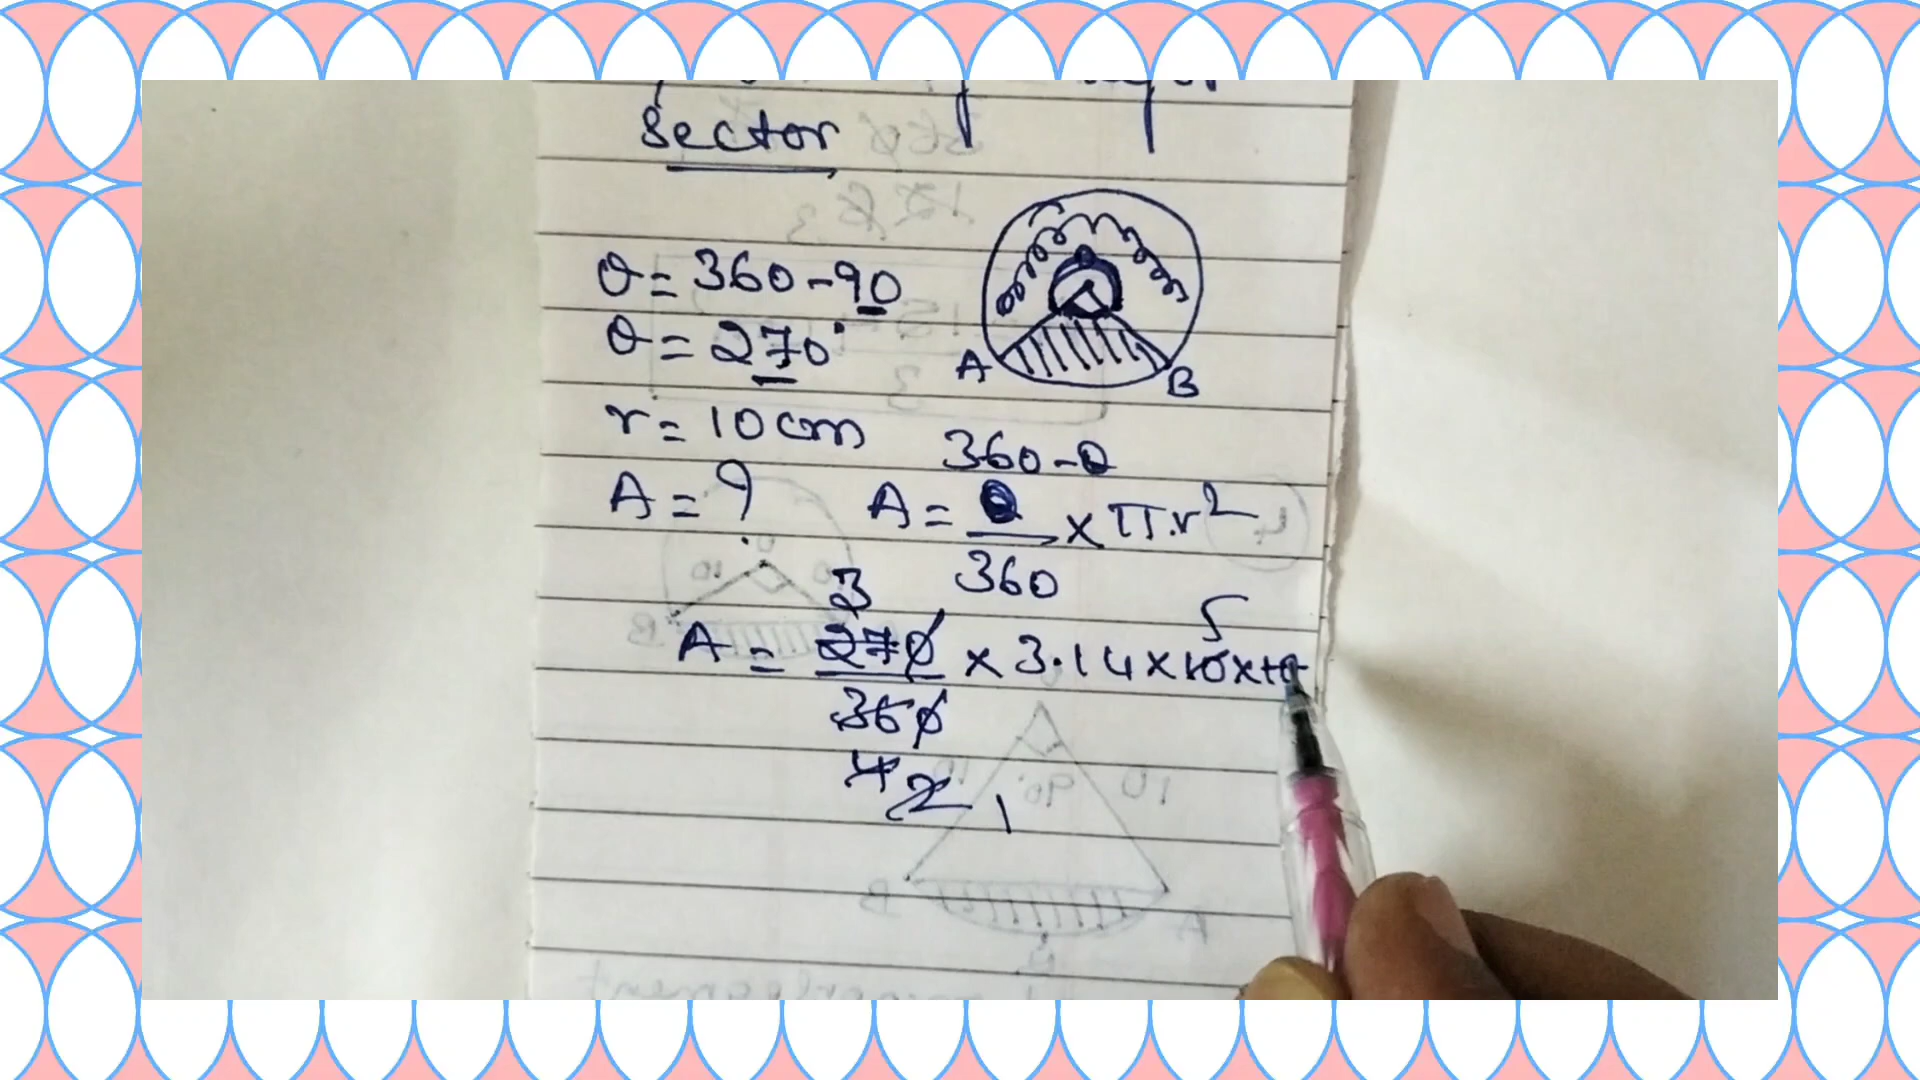 sector
θ = 360 - 90
θ = 270°
r = 10 cm
A B
360 - θ
A = ? A = θ/360 × π.r²
3 5
A = 270/360 × 3.14 × 10 × 10
4 2 1